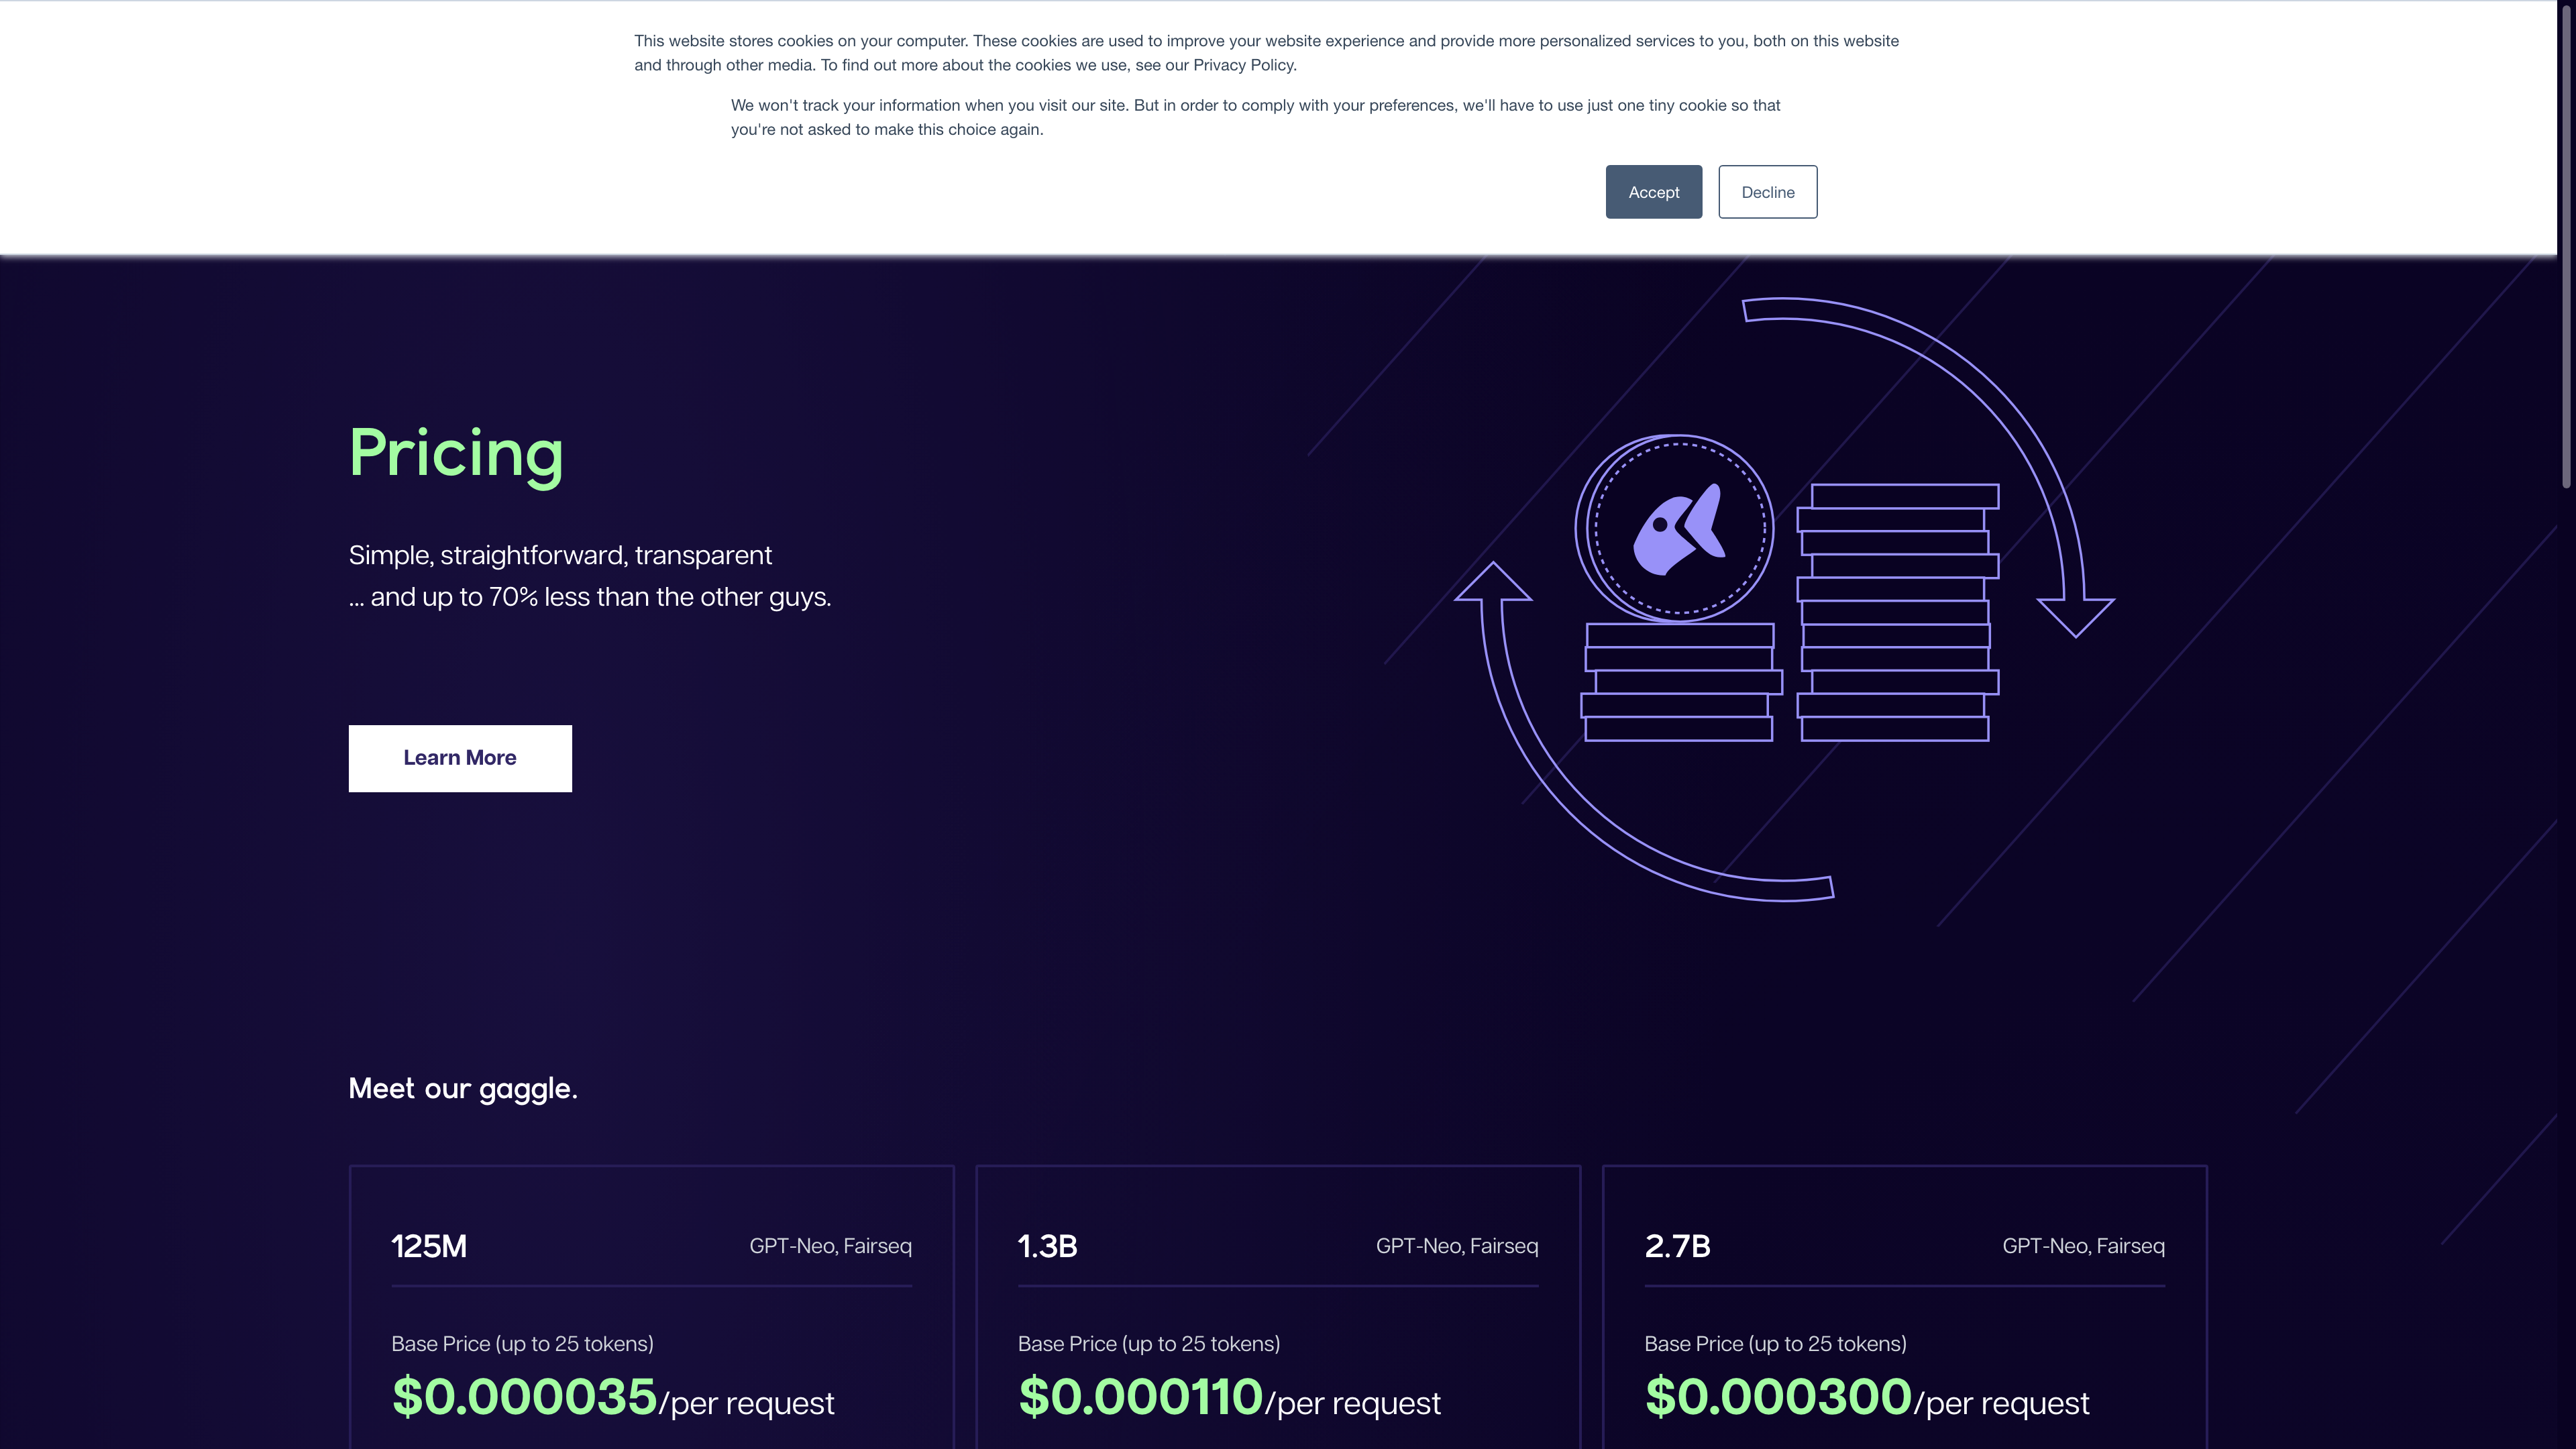 This website stores cookies on your computer. These cookies are used to improve your website experience and provide more personalized services to you, both on this website
and through other media. To find out more about the cookies we use, see our Privacy Policy.
We won't track your information when you visit our site. But in order to comply with your preferences, we'll have to use just one tiny cookie so that
you're not asked to make this choice again.
Accept
Decline
Pricing
Simple, straightforward, transparent
... and up to 70% less than the other guys.
Learn More
Meet our gaggle.
125M
GPT-Neo, Fairseq
Base Price (up to 25 tokens)
$0.000035/per request
1.3B
GPT-Neo, Fairseq
Base Price (up to 25 tokens)
$0.000110/per request
2.7B
GPT-Neo, Fairseq
Base Price (up to 25 tokens)
$0.000300/per request